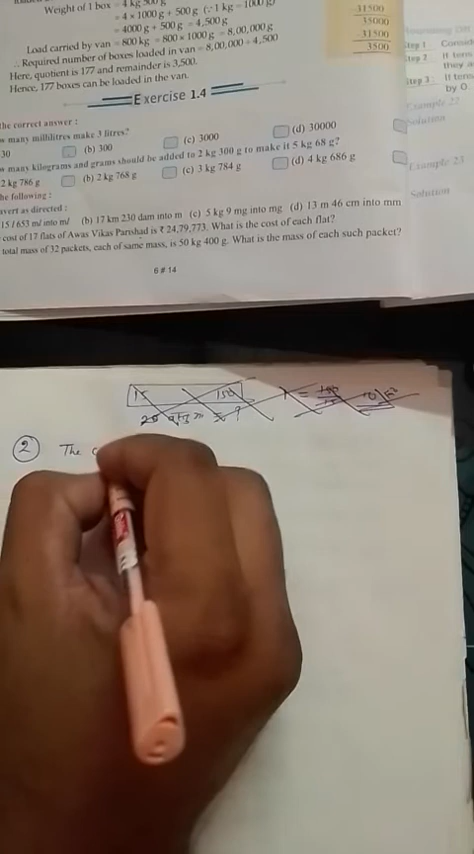 Weight of 1 box = 4 kg 500 g
= 4 × 1000 g + 500 g (∵ 1 kg = 1000 g)
= 4000 g + 500 g = 4,500 g
Load carried by van = 800 kg = 800 × 1000 g = 8,00,000 g
∴ Required number of boxes loaded in van = 8,00,000 ÷ 4,500
Here, quotient is 177 and remainder is 3,500.
Hence, 177 boxes can be loaded in the van.
31500
35000
31500
3500
Step 1
Step 2 It tens
they a
Step 3 It tens
by 0.
Example 22
Solution
Example 23
Solution
Exercise 1.4
the correct answer :
w many millilitres make 3 litres?
30 (b) 300 (c) 3000 (d) 30000
w many kilograms and grams should be added to 2 kg 300 g to make it 5 kg 68 g?
2 kg 786 g (b) 2 kg 768 g (c) 3 kg 784 g (d) 4 kg 686 g
he following :
nvert as directed :
15 l 653 ml into ml (b) 17 km 230 dam into m (c) 5 kg 9 mg into mg (d) 13 m 46 cm into mm
cost of 17 flats of Awas Vikas Parishad is ₹ 24,79,773. What is the cost of each flat?
total mass of 32 packets, each of same mass, is 50 kg 400 g. What is the mass of each such packet?
6 # 14
2 The c